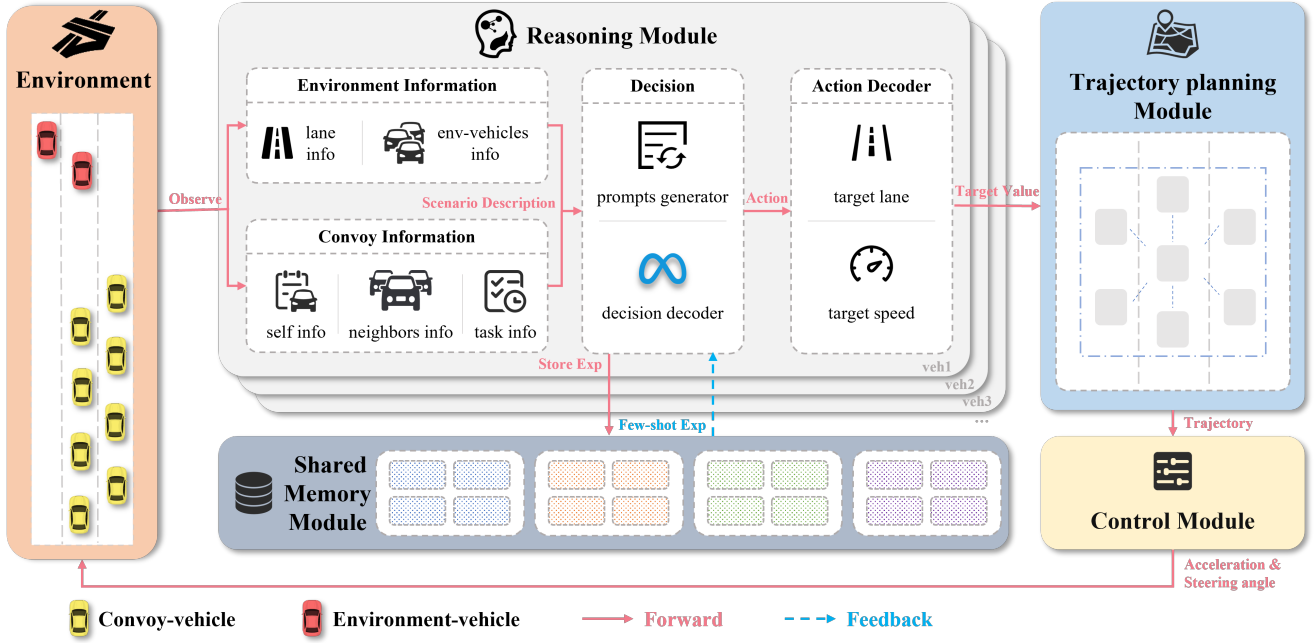 Environment
Observe
Reasoning Module
Environment Information
lane
info
env-vehicles
info
Convoy Information
self info
neighbors info
task info
Scenario Description
Decision
prompts generator
decision decoder
Action
Action Decoder
target lane
target speed
veh1
veh2
veh3
...
Target Value
Trajectory planning
Module
Trajectory
Store Exp
Few-shot Exp
Shared
Memory
Module
Control Module
Acceleration &
Steering angle
Convoy-vehicle
Environment-vehicle
Forward
Feedback